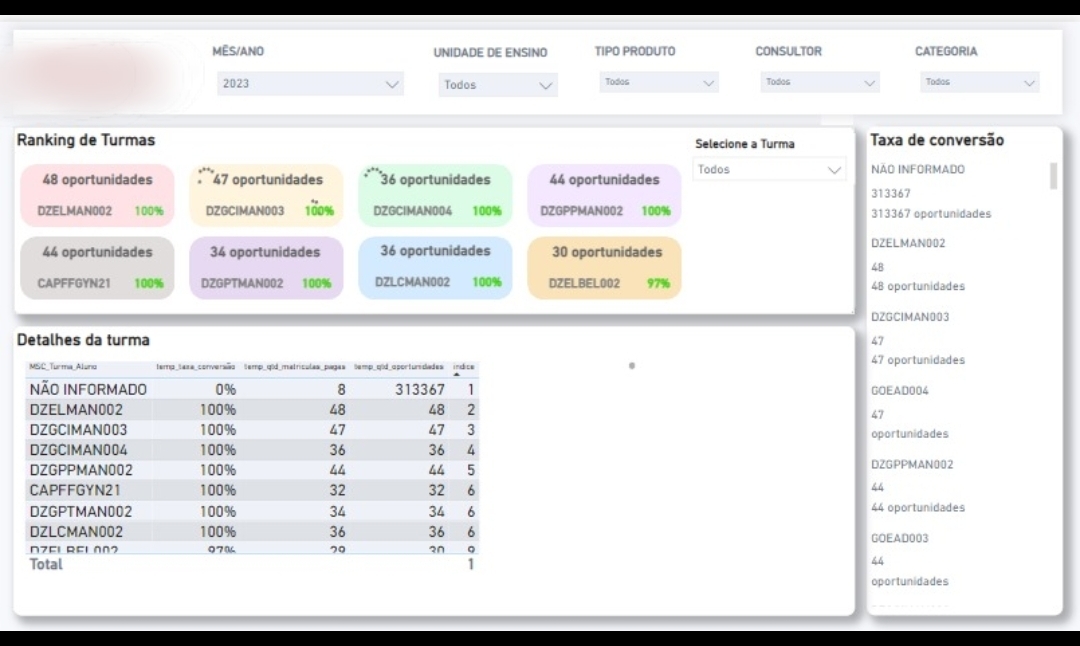 MÊS/ANO
UNIDADE DE ENSINO
TIPO PRODUTO
CONSULTOR
CATEGORIA
2023
Todos
Todos
Todos
Todos
Ranking de Turmas
Selecione a Turma
Todos
48 oportunidades
DZELMAN002 100%
47 oportunidades
DZGCIMAN003 100%
36 oportunidades
DZGCIMAN004 100%
44 oportunidades
DZGPPMAN002 100%
44 oportunidades
CAPFFGYN21 100%
34 oportunidades
DZGPTMAN002 100%
36 oportunidades
DZLCMAN002 100%
30 oportunidades
DZELBEL002 97%
Detalhes da turma
MSC_Turma_Aluno temp_taxa_conversão temp_qtd_matriculas_pagas temp_qtd_oportunidades indice
NÃO INFORMADO 0% 8 313367 1
DZELMAN002 100% 48 48 2
DZGCIMAN003 100% 47 47 3
DZGCIMAN004 100% 36 36 4
DZGPPMAN002 100% 44 44 5
CAPFFGYN21 100% 32 32 6
DZGPTMAN002 100% 34 34 6
DZLCMAN002 100% 36 36 6
DZELBEL002 97% 29 30 9
Total 1
Taxa de conversão
NÃO INFORMADO
313367
313367 oportunidades
DZELMAN002
48
48 oportunidades
DZGCIMAN003
47
47 oportunidades
GOEAD004
47
oportunidades
DZGPPMAN002
44
44 oportunidades
GOEAD003
44
oportunidades